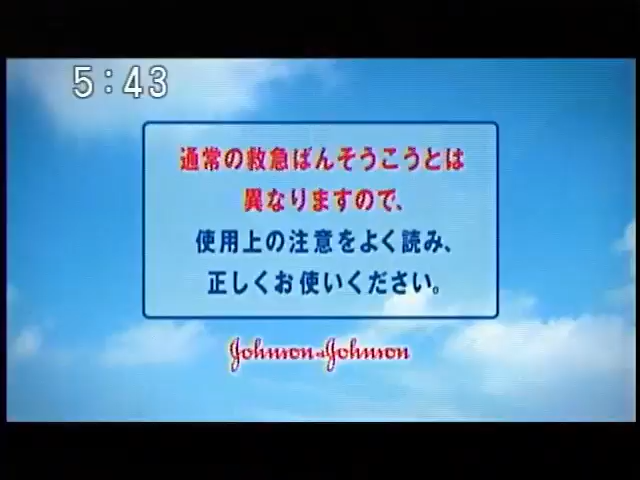 5:43
通常の救急ばんそうこうとは
異なりますので、
使用上の注意をよく読み、
正しくお使いください。
Johnson & Johnson